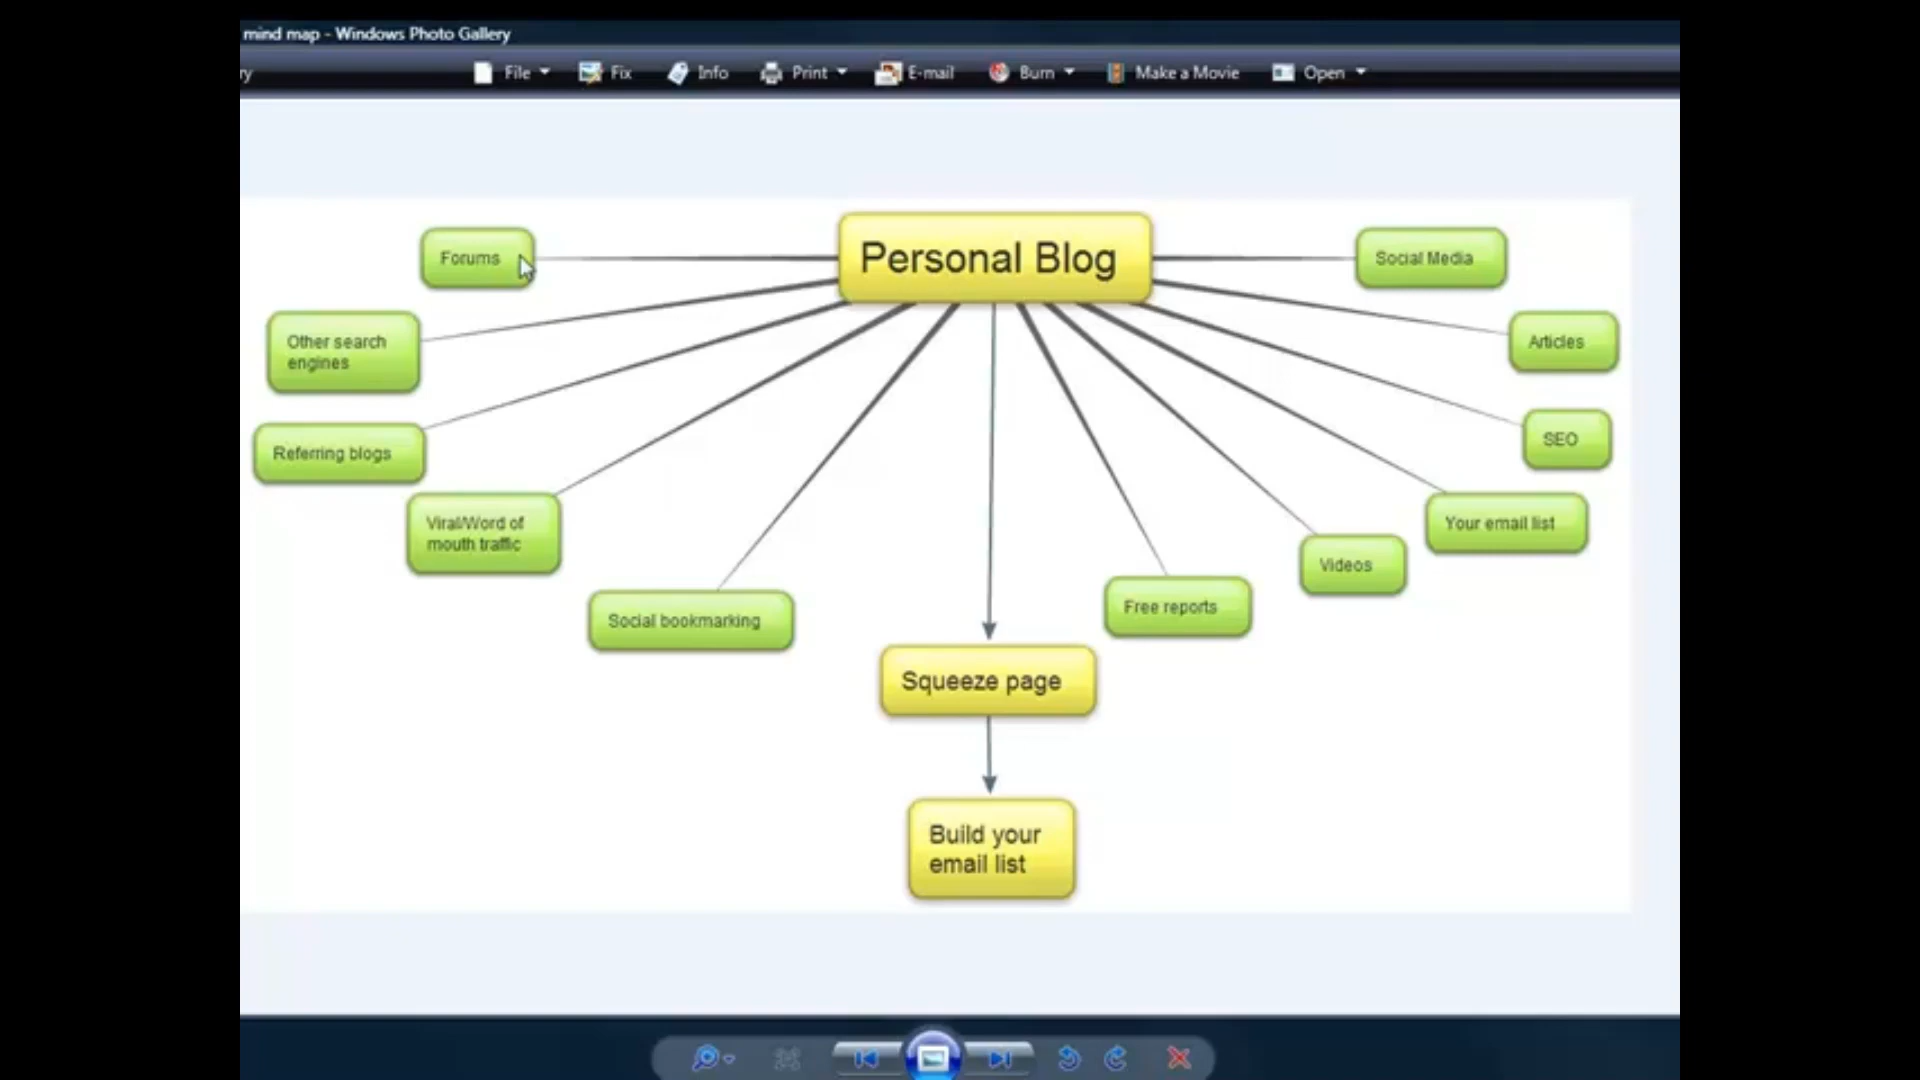 mind map - Windows Photo Gallery
ry File Fix Info Print E-mail Burn Make a Movie Open
Personal Blog
Forums
Social Media
Other search
engines
Articles
Referring blogs
SEO
Viral/Word of
mouth traffic
Your email list
Videos
Social bookmarking
Free reports
Squeeze page
Build your
email list